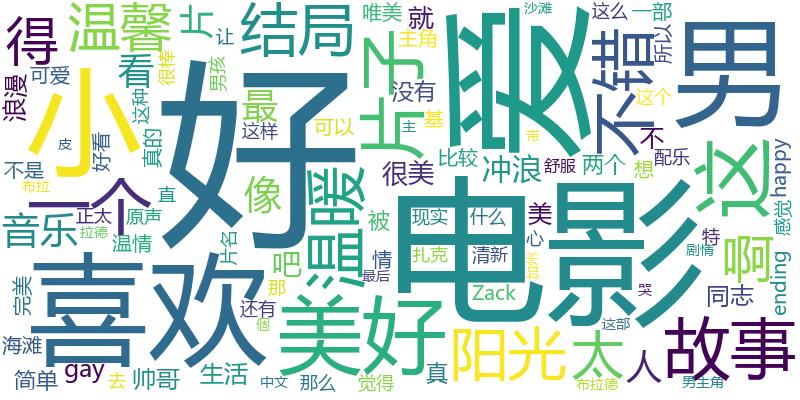 好
电影
爱
喜欢
美好
男
小
这
故事
温暖
片子
不错
结局
温馨
阳光
太
哥
得
一个
音乐
看
最
像
片
人
就
没有
唯美
主角
沙滩
这么
一部
所以
让
很棒
男孩
浪漫
可爱
这种
真的
这样
可以
主
基
不
这个
比较
冲浪
舒服
两个
想
配乐
带
很美
好看
皮
不是
布拉
正太
拉德
原声
直
温情
片名
被
现实
什么
美
心
情
扎克
清新
吧
那
最后
还有
完美
海滩
简单
gay
去
帅哥
生活
中文
那么
觉得
真
Zack
個
哭
这部
布拉德
男主角
同志
特
剧情
感觉
happy
ending